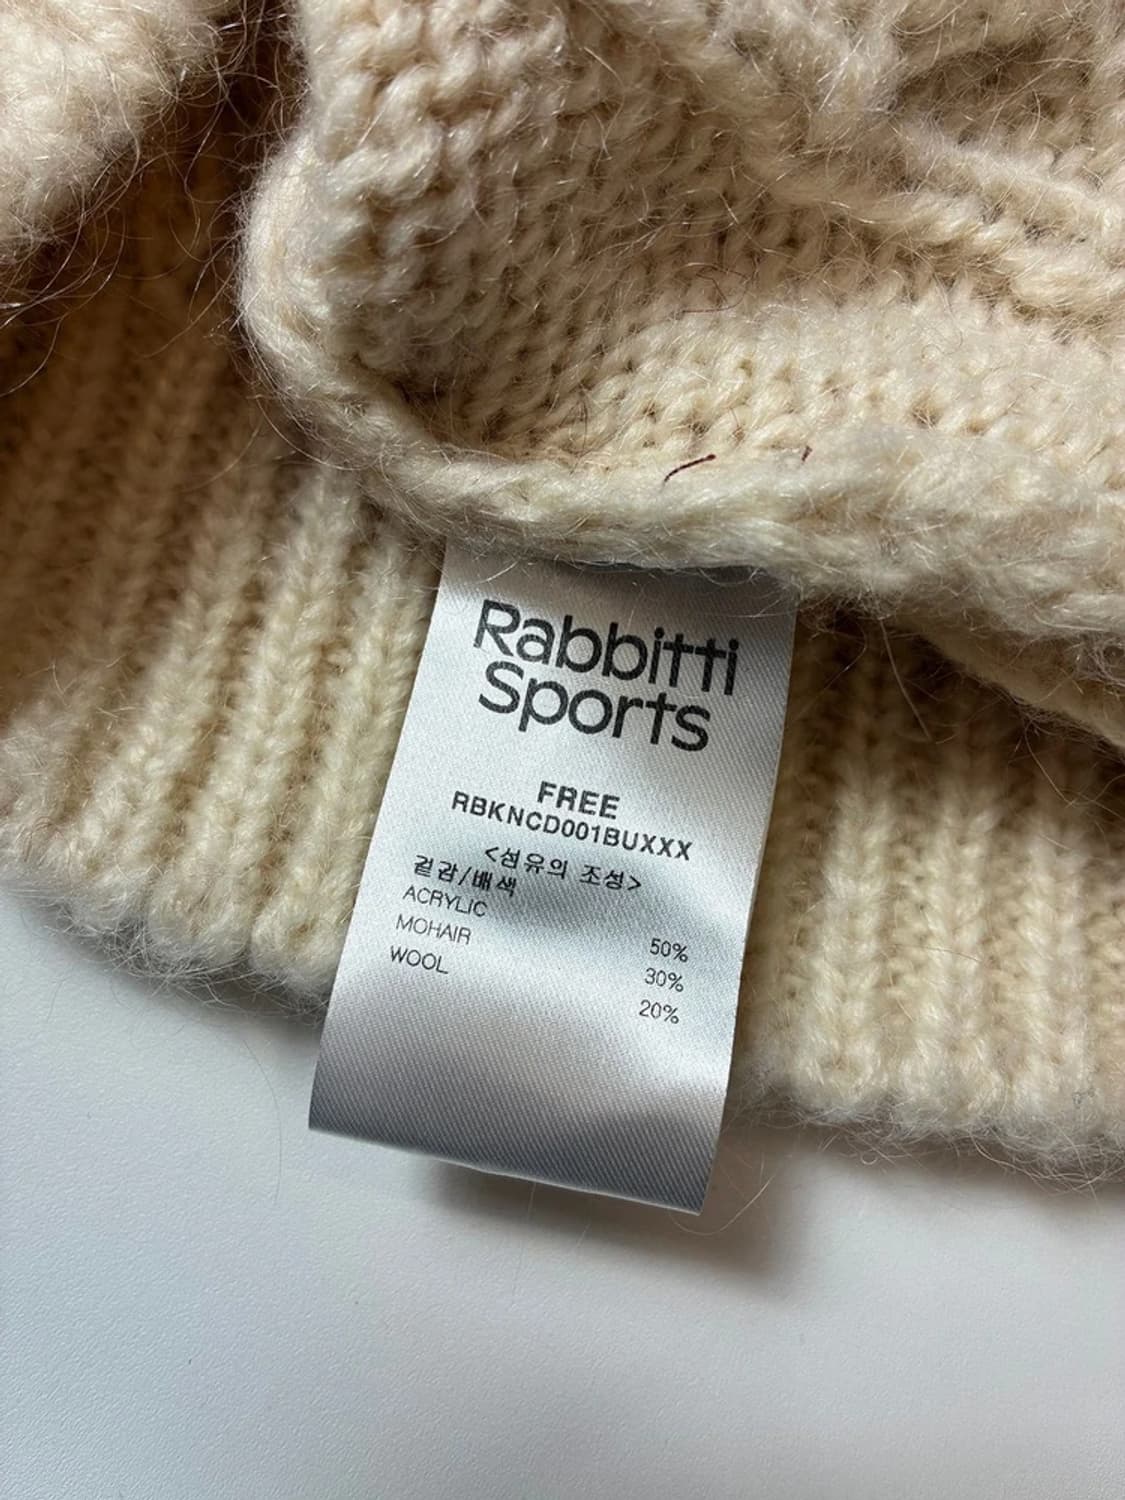 Rabbitti
Sports
FREE
RBKNCD001BUXXX
<섬유의 조성>
겉감/배색
ACRYLIC 50%
MOHAIR 30%
WOOL 20%